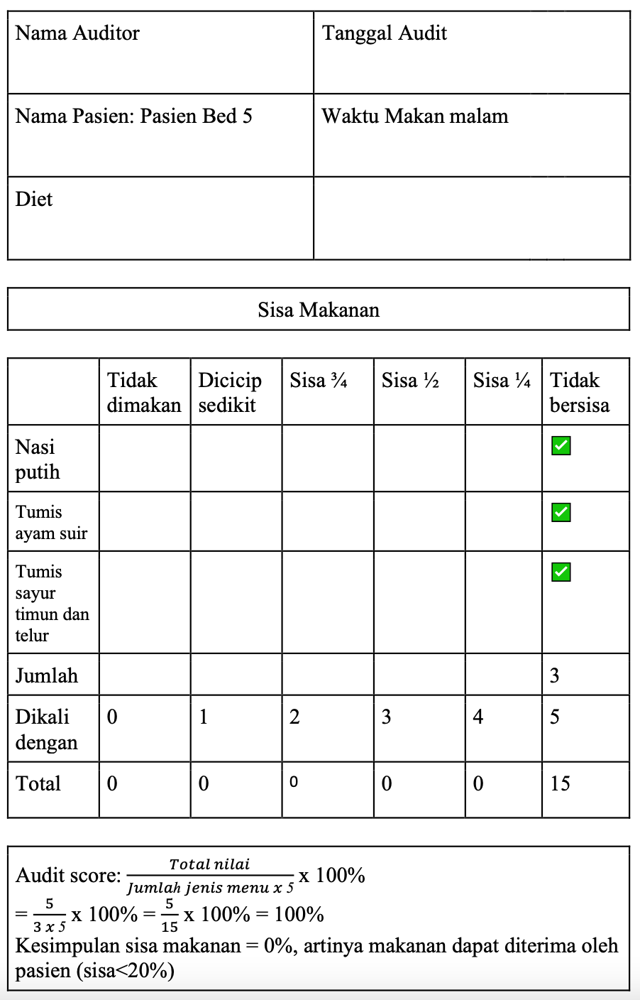 Nama Auditor
Tanggal Audit
Nama Pasien: Pasien Bed 5
Waktu Makan malam
Diet
Sisa Makanan
Tidak dimakan
Dicicip sedikit
Sisa ¾
Sisa ½
Sisa ¼
Tidak bersisa
Nasi putih
✅
Tumis ayam suir
✅
Tumis sayur timun dan telur
✅
Jumlah
3
Dikali dengan
0
1
2
3
4
5
Total
0
0
0
0
0
15
Audit score: Total nilai / Jumlah jenis menu x 5 x 100%
= 5 / 3 x 5 x 100% = 5 / 15 x 100% = 100%
Kesimpulan sisa makanan = 0%, artinya makanan dapat diterima oleh
pasien (sisa<20%)